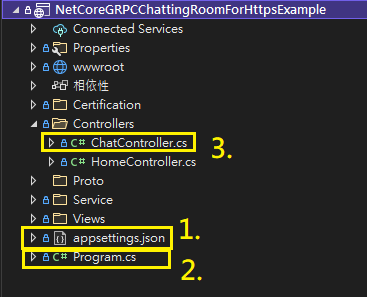 NetCoreGRPCChattingRoomForHttpsExample
Connected Services
Properties
wwwroot
相依性
Certification
Controllers
C# ChatController.cs
3.
C# HomeController.cs
Proto
Service
Views
1.
appsettings.json
C# Program.cs
2.